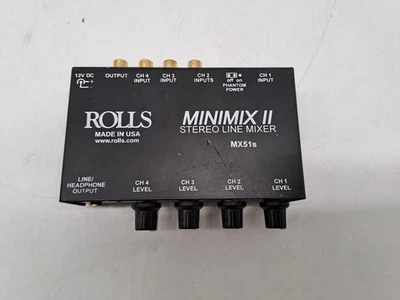 12V DC
OUTPUT
CH 4
INPUT
CH 3
INPUT
CH 2
INPUTS
off on
PHANTOM
POWER
CH 1
INPUT
ROLLS
MADE IN USA
www.rolls.com
MINIMIX II
STEREO LINE MIXER
MX51s
LINE/
HEADPHONE
OUTPUT
CH 4
LEVEL
CH 3
LEVEL
CH 2
LEVEL
CH 1
LEVEL